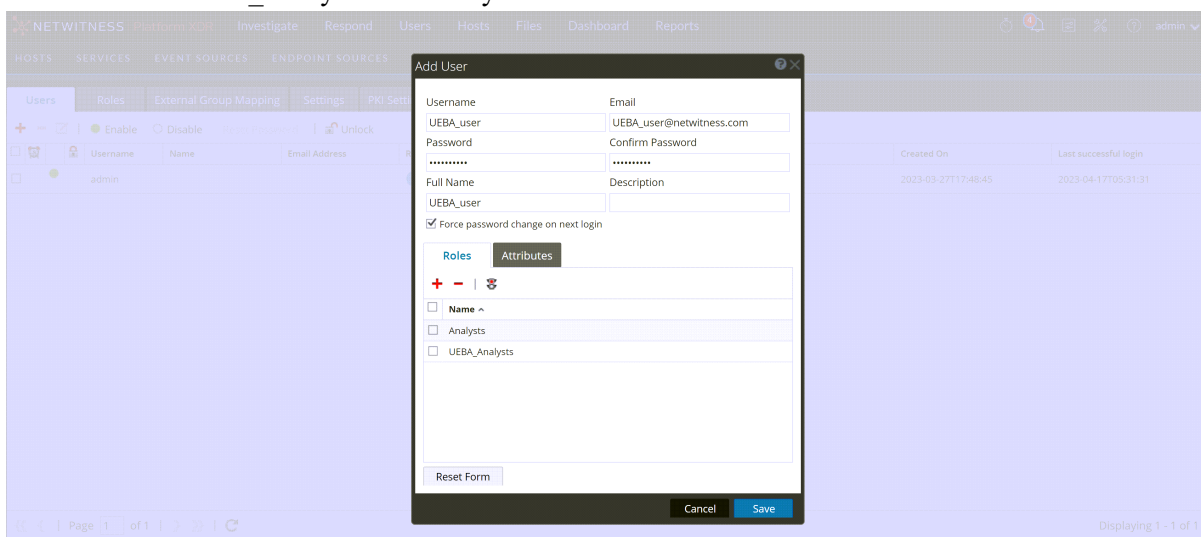 NETWITNESS Platform XDR Investigate Respond Users Hosts Files Dashboard Reports 4 admin
HOSTS SERVICES EVENT SOURCES ENDPOINT SOURCES
Add User
Users Roles External Group Mapping Settings PKI Setti
Enable Disable Unlock
Username Name Email Address Created On Last successful login
admin 2023-03-27T17:48:45 2023-04-17T05:31:31
Username Email
UEBA_user UEBA_user@netwitness.com
Password Confirm Password
•••••••••• ••••••••••
Full Name Description
UEBA_user
Force password change on next login
Roles Attributes
Name
Analysts
UEBA_Analysts
Reset Form
Cancel Save
Page 1 of 1 Displaying 1 - 1 of 1